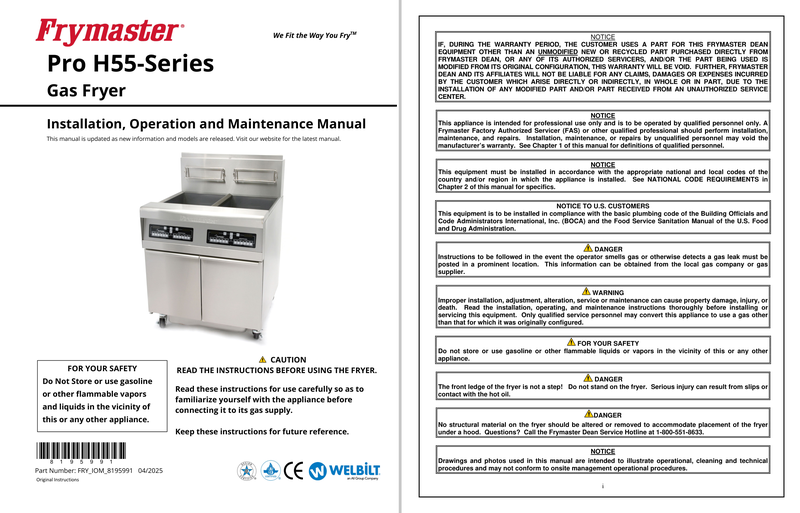 Frymaster®
We Fit the Way You Fry™
Pro H55-Series
Gas Fryer
Installation, Operation and Maintenance Manual
This manual is updated as new information and models are released. Visit our website for the latest manual.
FOR YOUR SAFETY
Do Not Store or use gasoline
or other flammable vapors
and liquids in the vicinity of
this or any other appliance.
CAUTION
READ THE INSTRUCTIONS BEFORE USING THE FRYER.
Read these instructions for use carefully so as to
familiarize yourself with the appliance before
connecting it to its gas supply.
Keep these instructions for future reference.
8195991
Part Number: FRY_IOM_8195991 04/2025
Original Instructions
CE
WELBILT
an Ali Group Company
NOTICE
IF, DURING THE WARRANTY PERIOD, THE CUSTOMER USES A PART FOR THIS FRYMASTER DEAN
EQUIPMENT OTHER THAN AN UNMODIFIED NEW OR RECYCLED PART PURCHASED DIRECTLY FROM
FRYMASTER DEAN, OR ANY OF ITS AUTHORIZED SERVICERS, AND/OR THE PART BEING USED IS
MODIFIED FROM ITS ORIGINAL CONFIGURATION, THIS WARRANTY WILL BE VOID. FURTHER, FRYMASTER
DEAN AND ITS AFFILIATES WILL NOT BE LIABLE FOR ANY CLAIMS, DAMAGES OR EXPENSES INCURRED
BY THE CUSTOMER WHICH ARISE DIRECTLY OR INDIRECTLY, IN WHOLE OR IN PART, DUE TO THE
INSTALLATION OF ANY MODIFIED PART AND/OR PART RECEIVED FROM AN UNAUTHORIZED SERVICE
CENTER.
NOTICE
This appliance is intended for professional use only and is to be operated by qualified personnel only. A
Frymaster Factory Authorized Servicer (FAS) or other qualified professional should perform installation,
maintenance, and repairs. Installation, maintenance, or repairs by unqualified personnel may void the
manufacturer's warranty. See Chapter 1 of this manual for definitions of qualified personnel.
NOTICE
This equipment must be installed in accordance with the appropriate national and local codes of the
country and/or region in which the appliance is installed. See NATIONAL CODE REQUIREMENTS in
Chapter 2 of this manual for specifics.
NOTICE TO U.S. CUSTOMERS
This equipment is to be installed in compliance with the basic plumbing code of the Building Officials and
Code Administrators International, Inc. (BOCA) and the Food Service Sanitation Manual of the U.S. Food
and Drug Administration.
DANGER
Instructions to be followed in the event the operator smells gas or otherwise detects a gas leak must be
posted in a prominent location. This information can be obtained from the local gas company or gas
supplier.
WARNING
Improper installation, adjustment, alteration, service or maintenance can cause property damage, injury, or
death. Read the installation, operating, and maintenance instructions thoroughly before installing or
servicing this equipment. Only qualified service personnel may convert this appliance to use a gas other
than that for which it was originally configured.
FOR YOUR SAFETY
Do not store or use gasoline or other flammable liquids or vapors in the vicinity of this or any other
appliance.
DANGER
The front ledge of the fryer is not a step! Do not stand on the fryer. Serious injury can result from slips or
contact with the hot oil.
DANGER
No structural material on the fryer should be altered or removed to accommodate placement of the fryer
under a hood. Questions? Call the Frymaster Dean Service Hotline at 1-800-551-8633.
NOTICE
Drawings and photos used in this manual are intended to illustrate operational, cleaning and technical
procedures and may not conform to onsite management operational procedures.
i